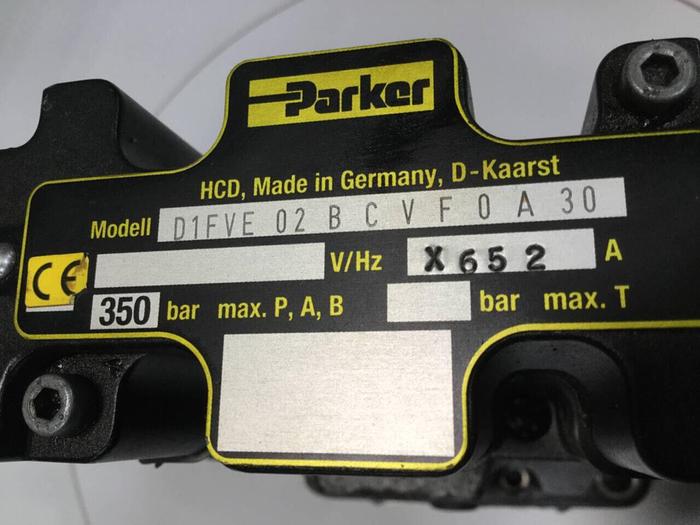 Parker
HCD, Made in Germany, D-Kaarst
Modell D1FVE 02 B C V F 0 A 30
CE V/Hz X652 A
350 bar max. P, A, B bar max. T